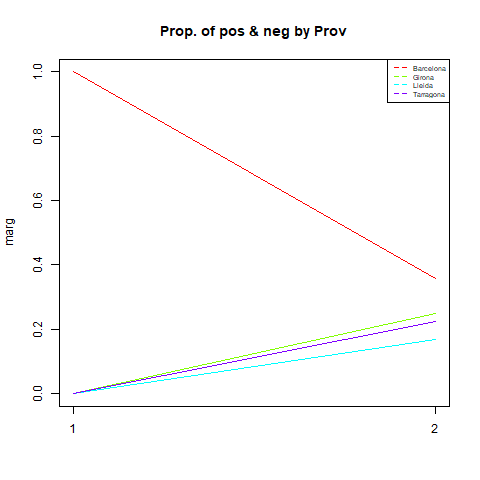 Prop. of pos & neg by Prov
Barcelona
Girona
Lleida
Tarragona
marg
1.0
0.8
0.6
0.4
0.2
0.0
1
2